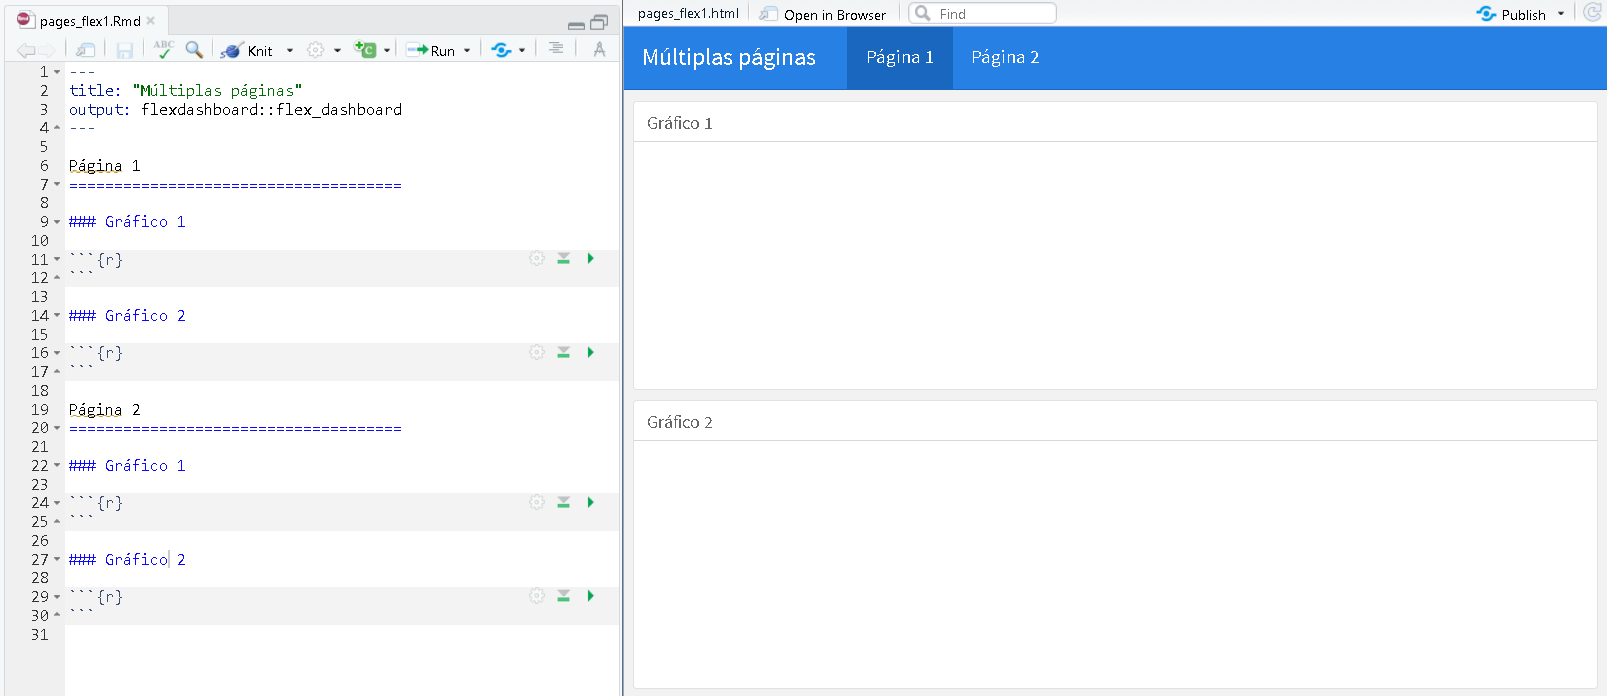 pages_flex1.Rmd
ABC
Knit
Run
1 ---
2 title: "Múltiplas páginas"
3 output: flexdashboard::flex_dashboard
4 ---
5
6 Página 1
7 =====================================
8
9 ### Gráfico 1
10
11 ```{r}
12 ```
13
14 ### Gráfico 2
15
16 ```{r}
17 ```
18
19 Página 2
20 =====================================
21
22 ### Gráfico 1
23
24 ```{r}
25 ```
26
27 ### Gráfico 2
28
29 ```{r}
30 ```
31
pages_flex1.html Open in Browser Find Publish
Múltiplas páginas Página 1 Página 2
Gráfico 1
Gráfico 2